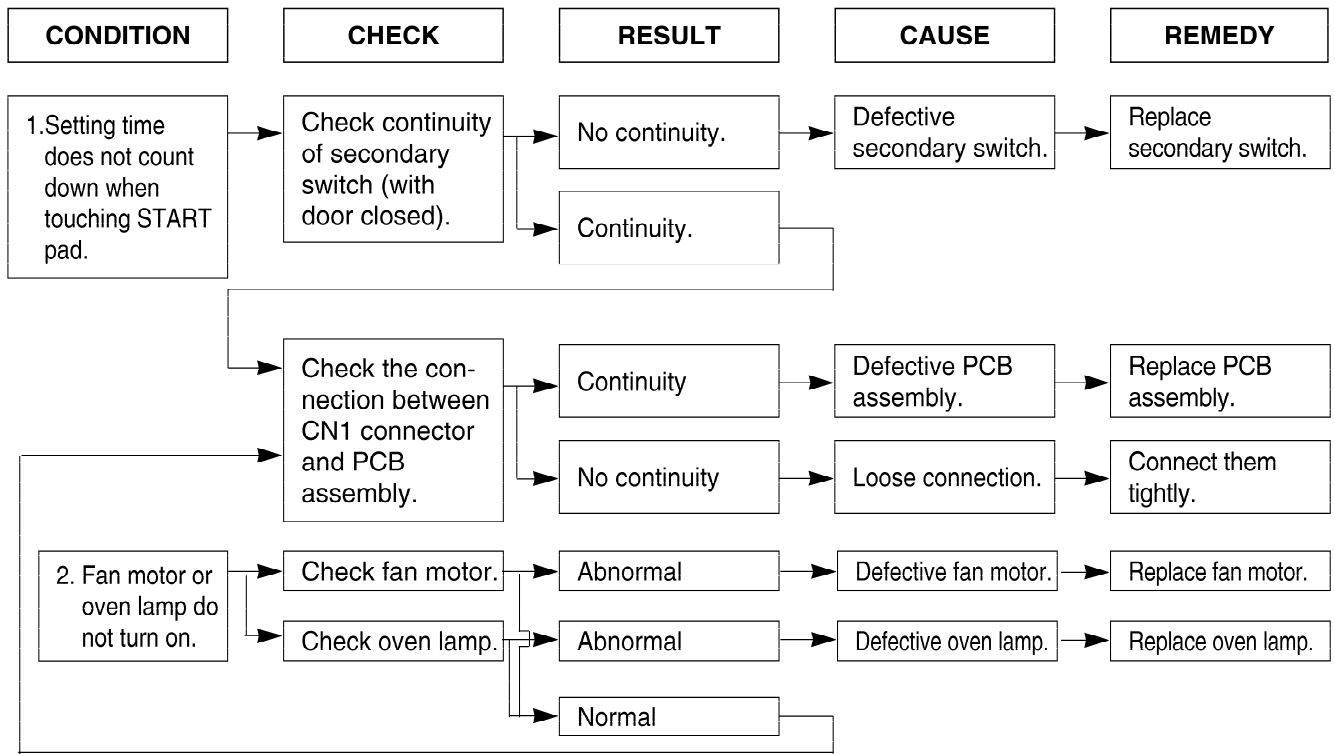 CONDITION
CHECK
RESULT
CAUSE
REMEDY
1.Setting time
does not count
down when
touching START
pad.
Check continuity
of secondary
switch (with
door closed).
No continuity.
Defective
secondary switch.
Replace
secondary switch.
Continuity.
Check the con-
nection between
CN1 connector
and PCB
assembly.
Continuity
Defective PCB
assembly.
Replace PCB
assembly.
No continuity
Loose connection.
Connect them
tightly.
2. Fan motor or
oven lamp do
not turn on.
Check fan motor.
Abnormal
Defective fan motor.
Replace fan motor.
Check oven lamp.
Abnormal
Defective oven lamp.
Replace oven lamp.
Normal